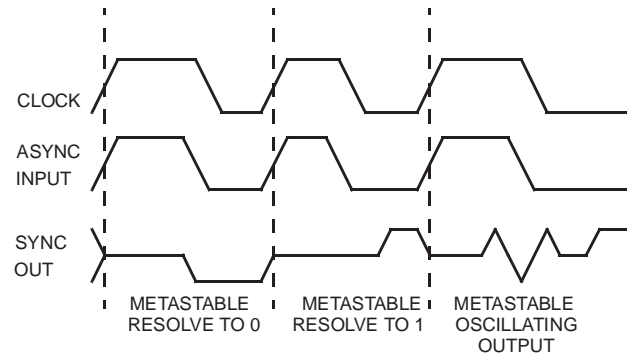 CLOCK
ASYNC
INPUT
SYNC
OUT
METASTABLE
RESOLVE TO 0
METASTABLE
RESOLVE TO 1
METASTABLE
OSCILLATING
OUTPUT